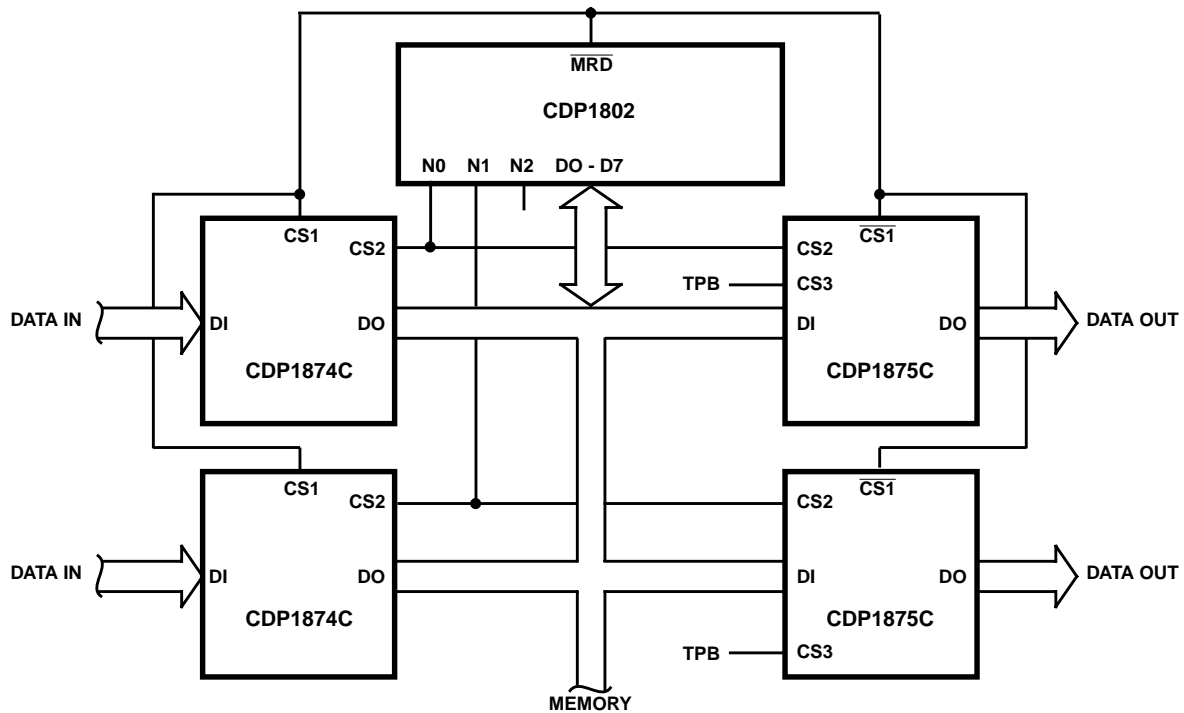 MRD
CDP1802
N0 N1 N2 DO - D7
CS1
CS2
DI
DO
CDP1874C
DATA IN
CS1
CS2
TPB
CS3
DI
DO
CDP1875C
DATA OUT
CS1
CS2
DI
DO
CDP1874C
DATA IN
CS1
CS2
DI
DO
CDP1875C
TPB
CS3
DATA OUT
MEMORY